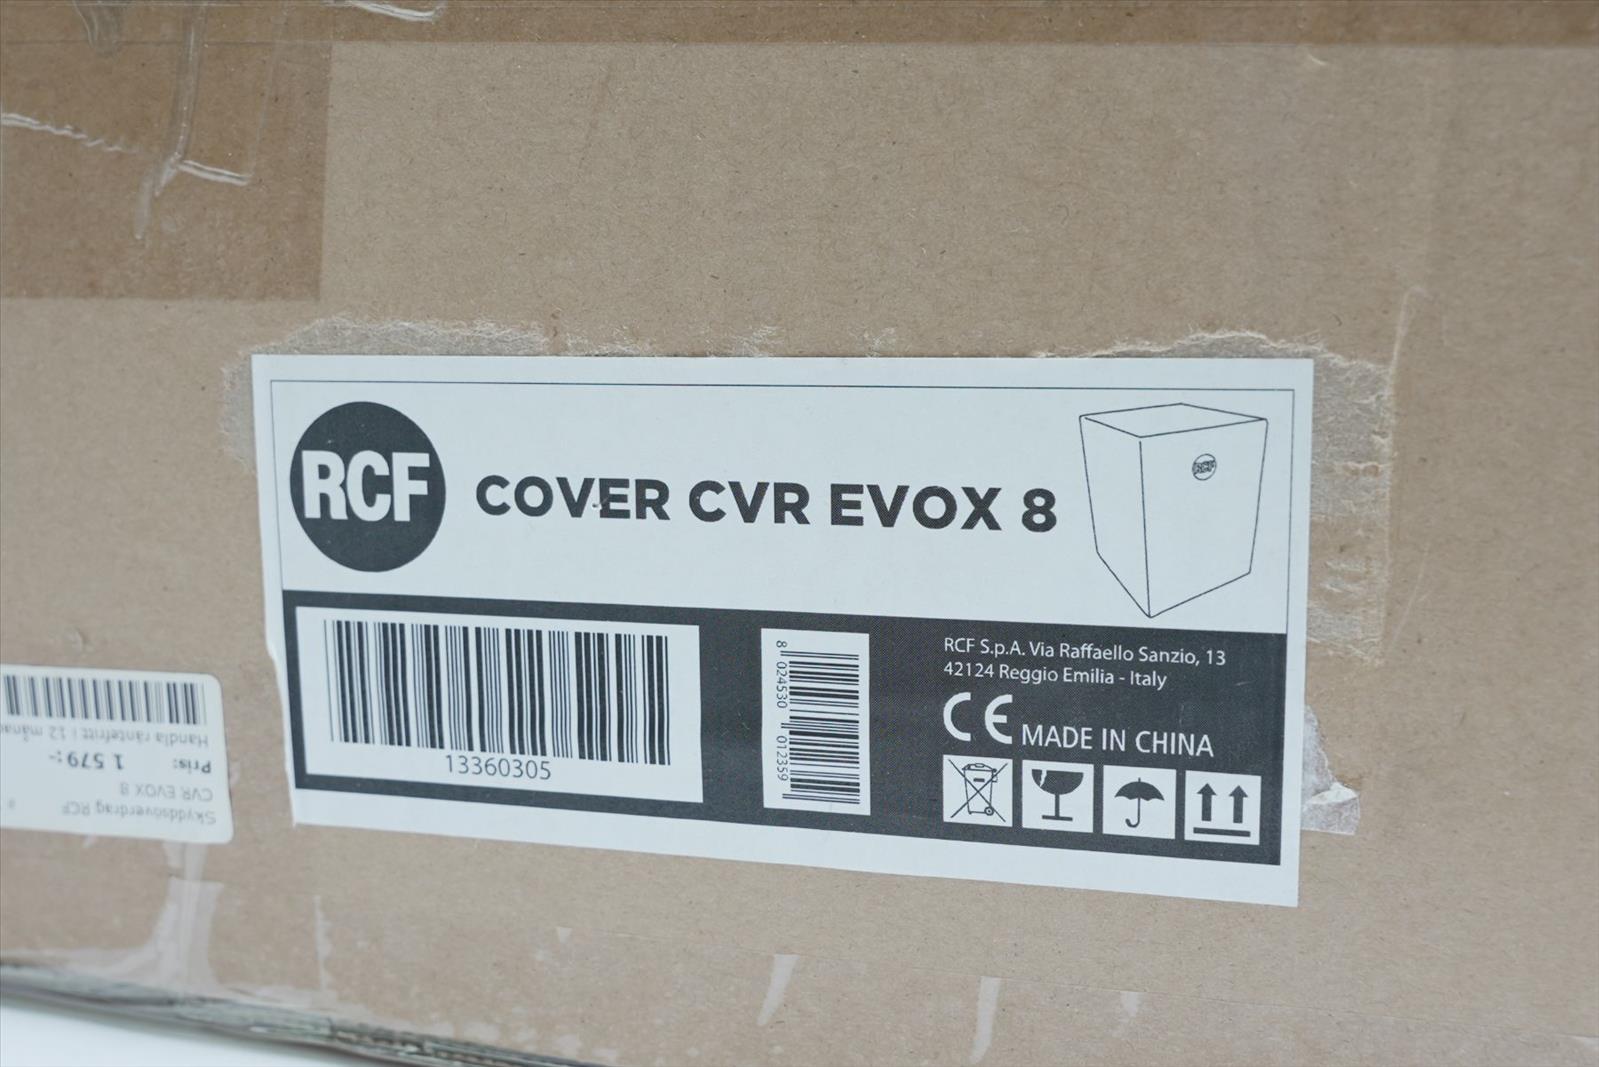 RCF
COVER CVR EVOX 8
RCF
13360305
8 024530 012359
RCF S.p.A. Via Raffaello Sanzio, 13
42124 Reggio Emilia - Italy
CE MADE IN CHINA
Skyddsöverdrag RCF
CVR EVOX 8
Pris: 1 579:-
Handla räntefritt i 12